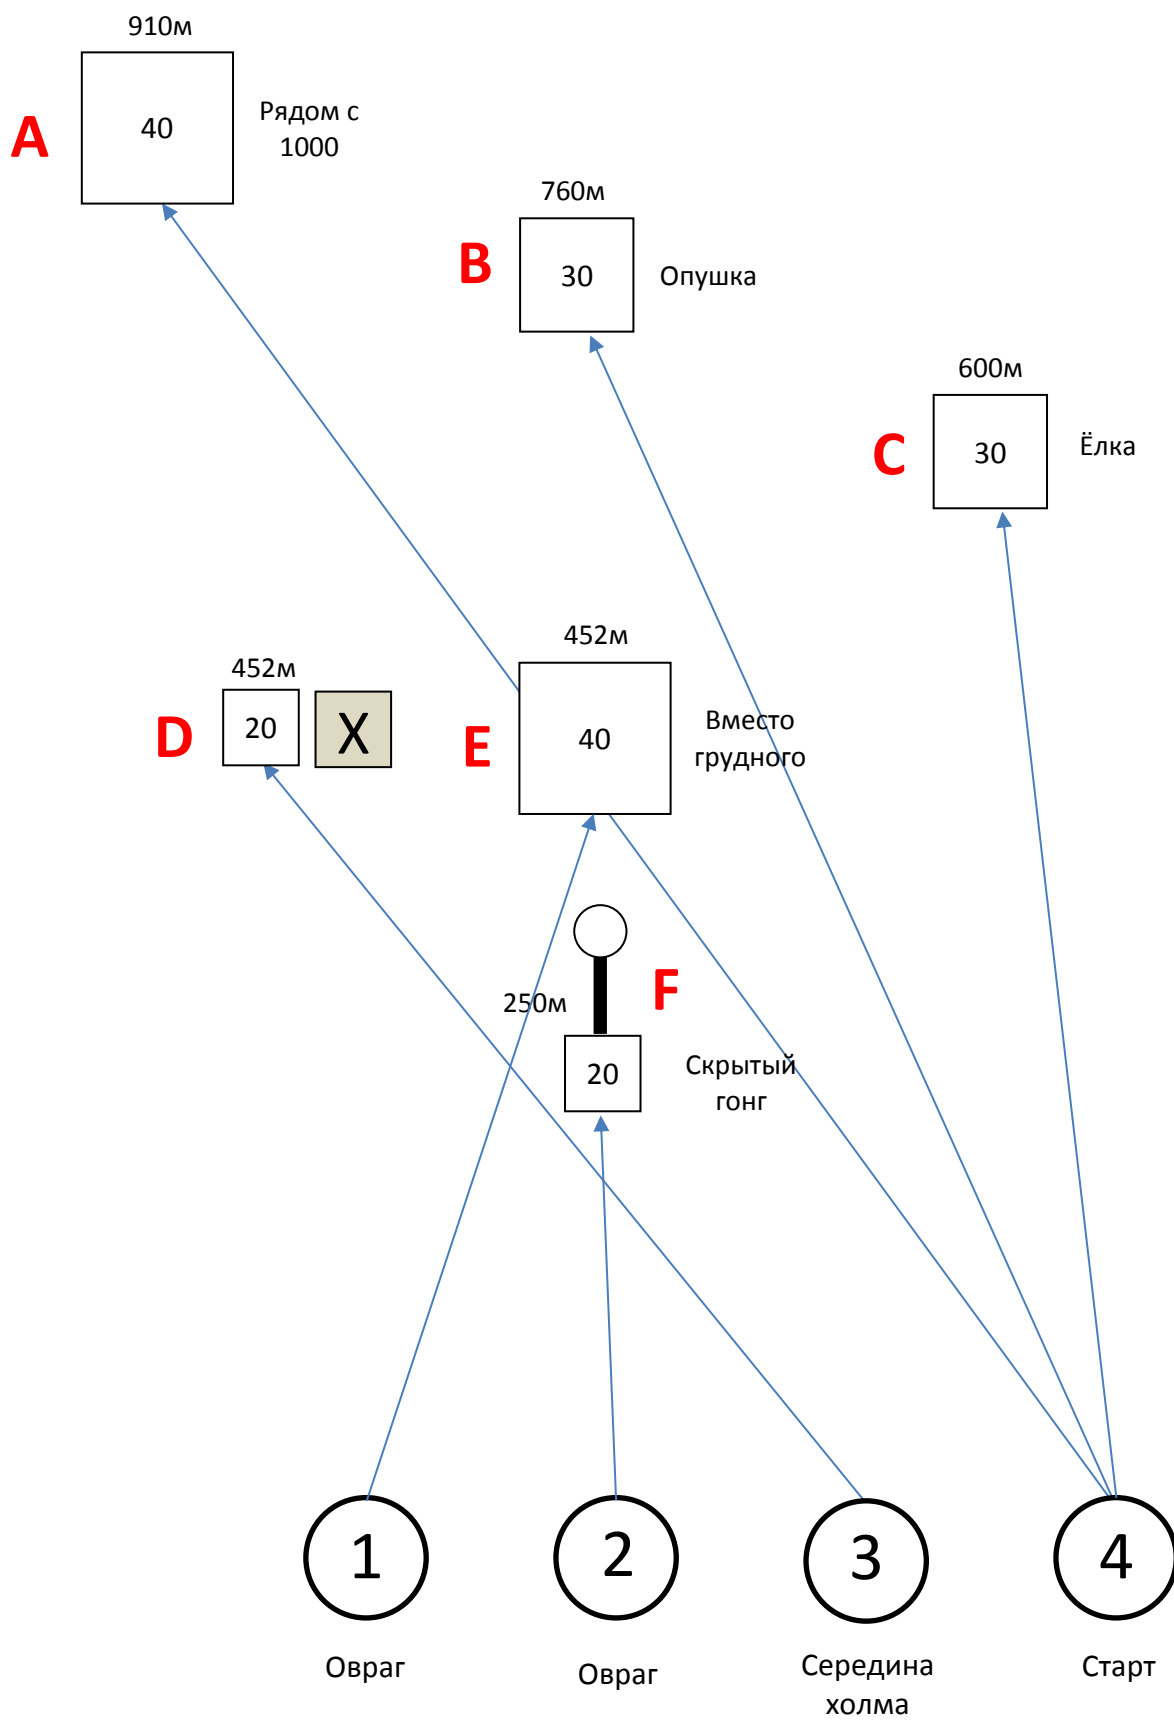 910м
A
40
Рядом с
1000
760м
B
30
Опушка
600м
C
30
Ёлка
452м
D
20
X
452м
E
40
Вместо
грудного
250м
F
20
Скрытый
гонг
1
2
3
4
Овраг
Овраг
Середина
холма
Старт